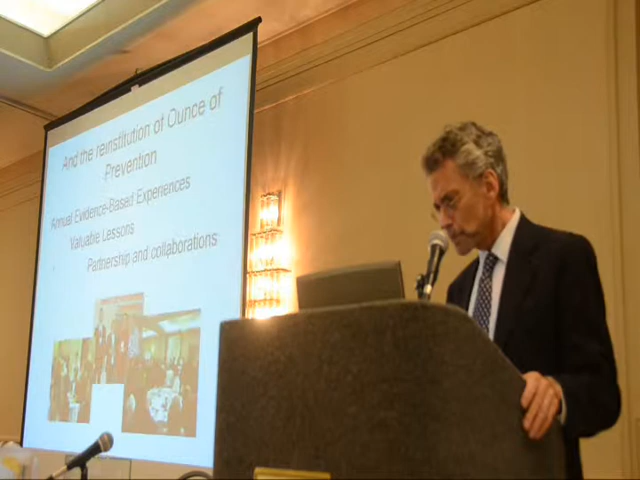 And the reinstitution of Ounce of
Prevention
Annual Evidence-Based Experiences
Valuable Lessons
Partnership and collaborations